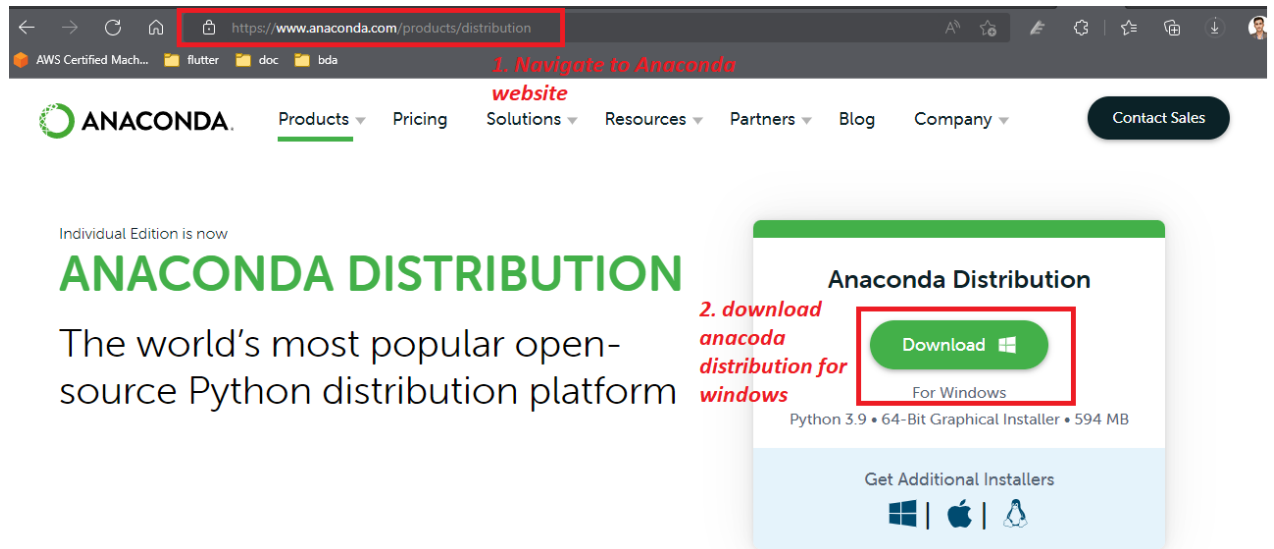 https://www.anaconda.com/products/distribution
AWS Certified Mach...
flutter
doc
bda
1. Navigate to Anaconda
website
ANACONDA.
Products
Pricing
Solutions
Resources
Partners
Blog
Company
Contact Sales
Individual Edition is now
ANACONDA DISTRIBUTION
The world's most popular open-
source Python distribution platform
Anaconda Distribution
2. download
anacoda
distribution for
windows
Download
For Windows
Python 3.9 • 64-Bit Graphical Installer • 594 MB
Get Additional Installers
| |